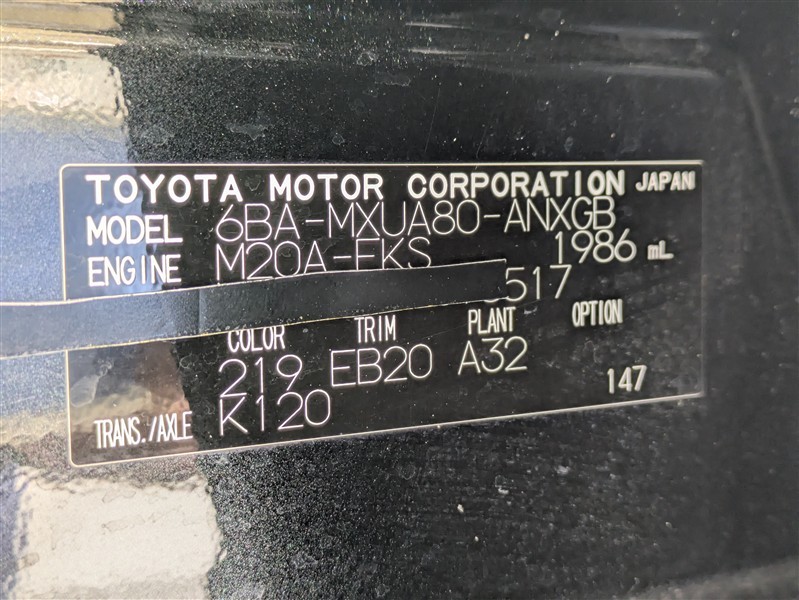 TOYOTA MOTOR CORPORATION JAPAN
MODEL 6BA-MXUA80-ANXGB
ENGINE M20A-FKS 1986 mL
517
COLOR TRIM PLANT OPTION
219 EB20 A32
147
TRANS./AXLE K120